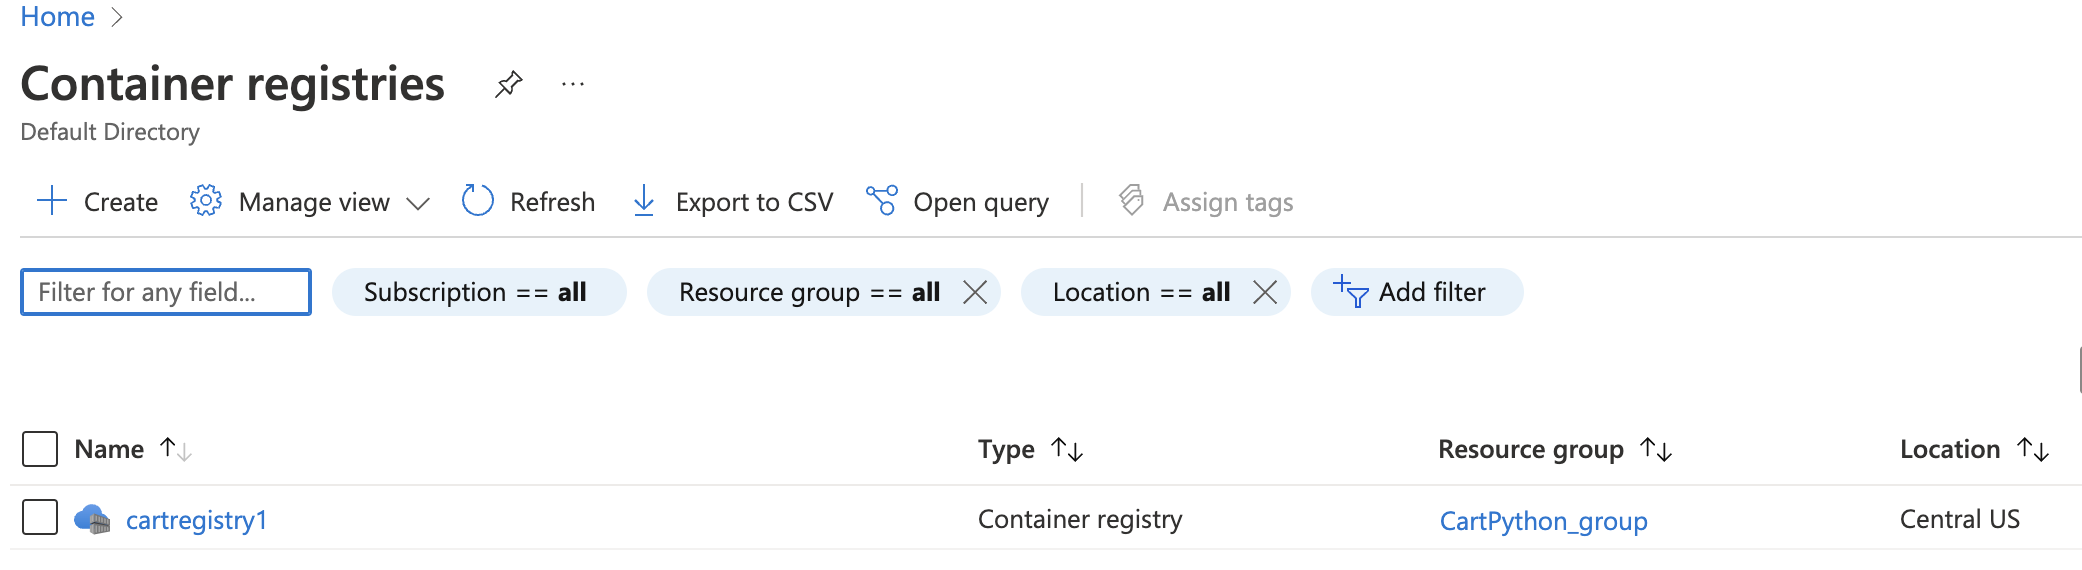 Home >
Container registries ...
Default Directory
Create Manage view Refresh Export to CSV Open query Assign tags
Filter for any field... Subscription == all Resource group == all Location == all Add filter
Name Type Resource group Location
cartregistry1 Container registry CartPython_group Central US